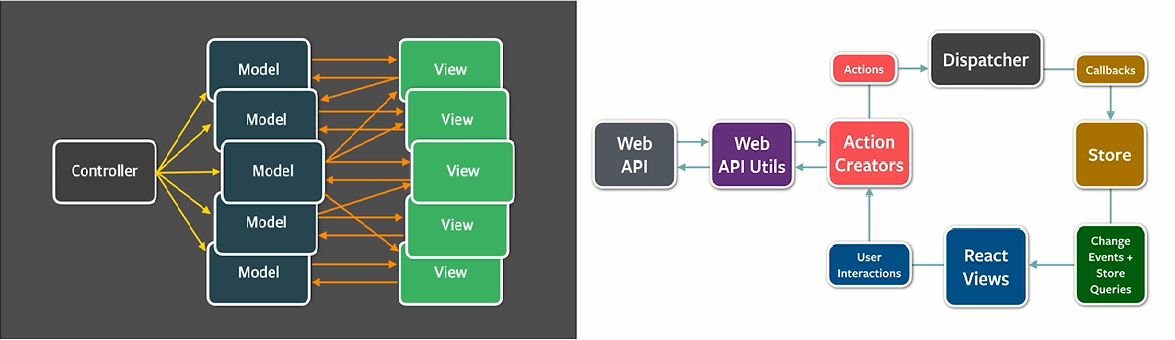 Controller
Model
Model
Model
Model
Model
View
View
View
View
View
Web
API
Web
API Utils
Action
Creators
Actions
Dispatcher
Callbacks
Store
Change
Events +
Store
Queries
React
Views
User
Interactions